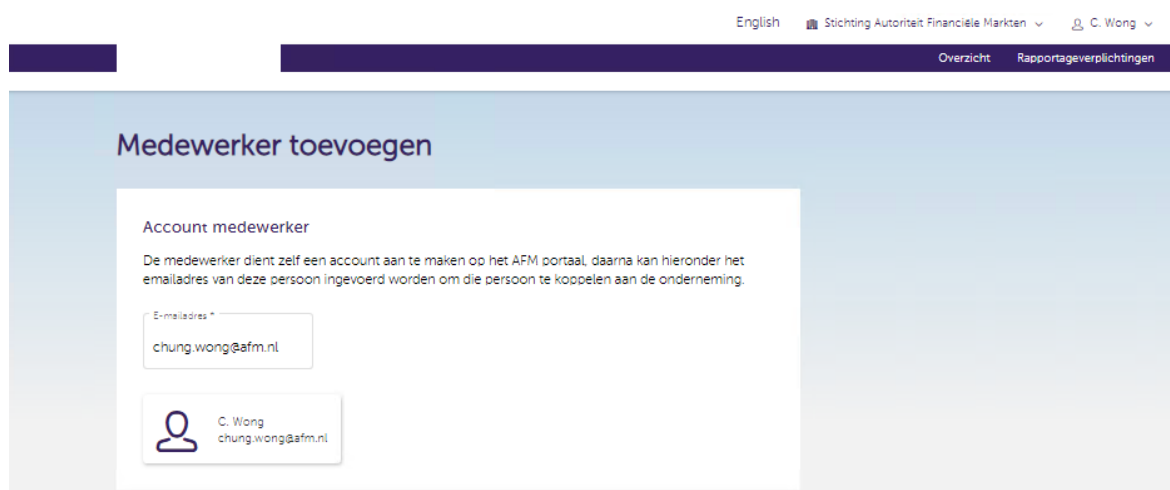 English Stichting Autoriteit Financiële Markten C. Wong
Overzicht Rapportageverplichtingen
Medewerker toevoegen
Account medewerker
De medewerker dient zelf een account aan te maken op het AFM portaal, daarna kan hieronder het
emailadres van deze persoon ingevoerd worden om die persoon te koppelen aan de onderneming.
E-mailadres *
chung.wong@afm.nl
C. Wong
chung.wong@afm.nl